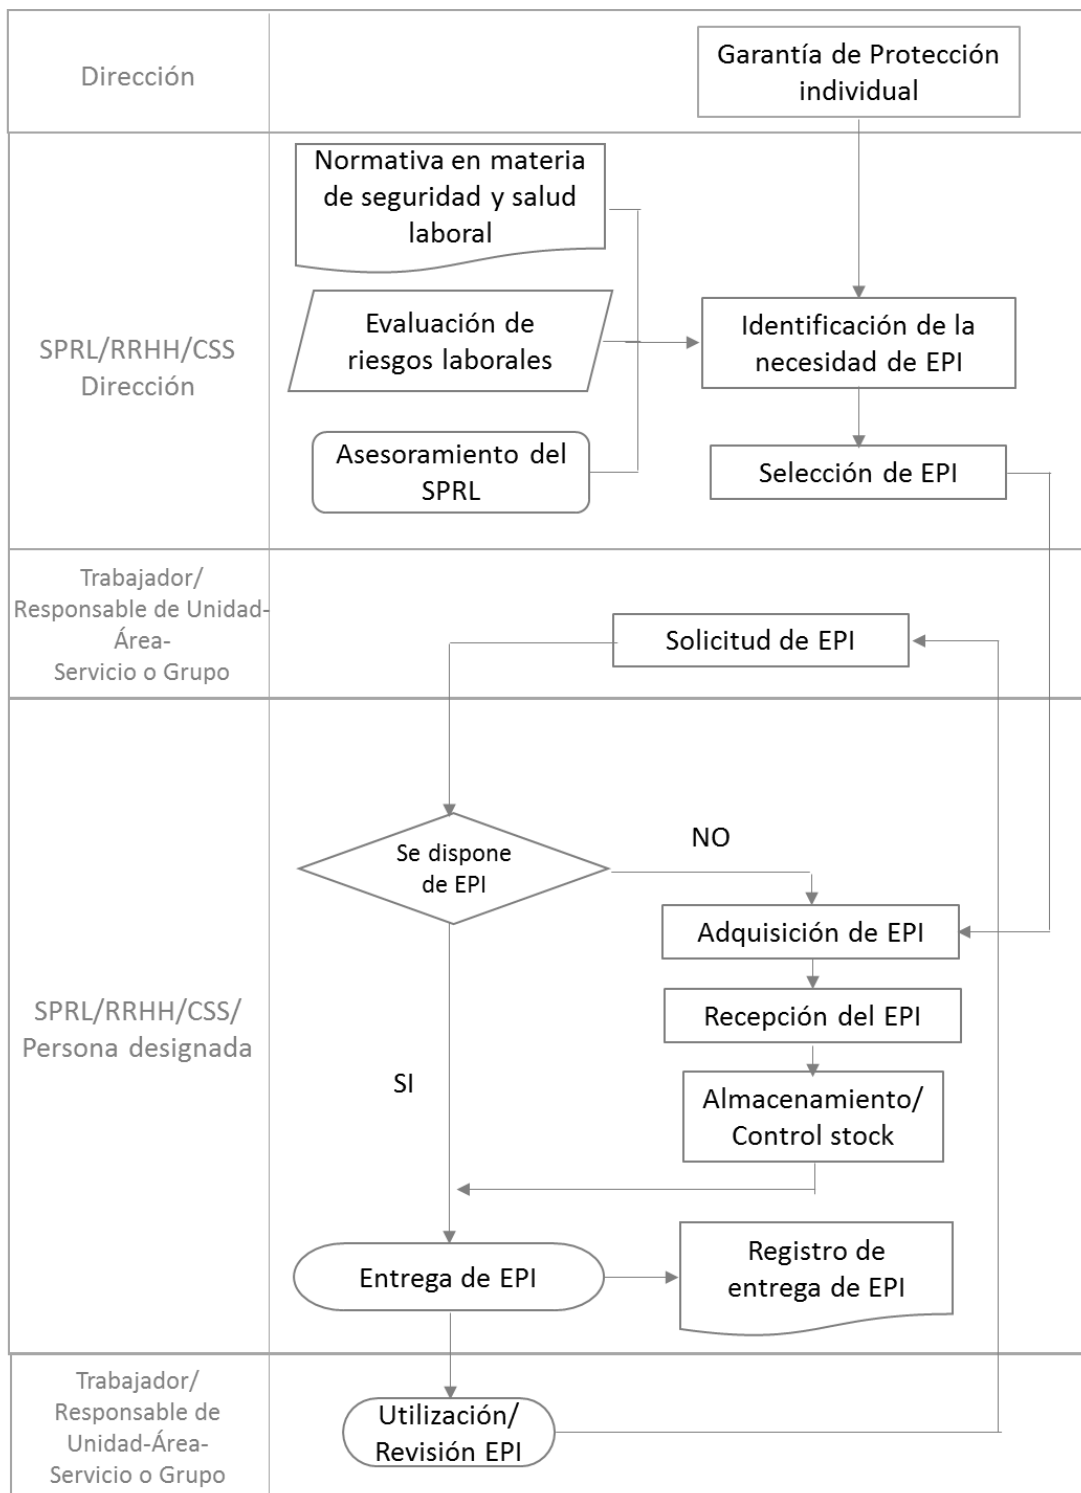 Dirección
Garantía de Protección
individual
SPRL/RRHH/CSS
Dirección
Normativa en materia
de seguridad y salud
laboral
Evaluación de
riesgos laborales
Identificación de la
necesidad de EPI
Asesoramiento del
SPRL
Selección de EPI
Trabajador/
Responsable de Unidad-
Área-
Servicio o Grupo
Solicitud de EPI
SPRL/RRHH/CSS/
Persona designada
Se dispone
de EPI
NO
Adquisición de EPI
Recepción del EPI
SI
Almacenamiento/
Control stock
Entrega de EPI
Registro de
entrega de EPI
Trabajador/
Responsable de
Unidad-Área-
Servicio o Grupo
Utilización/
Revisión EPI